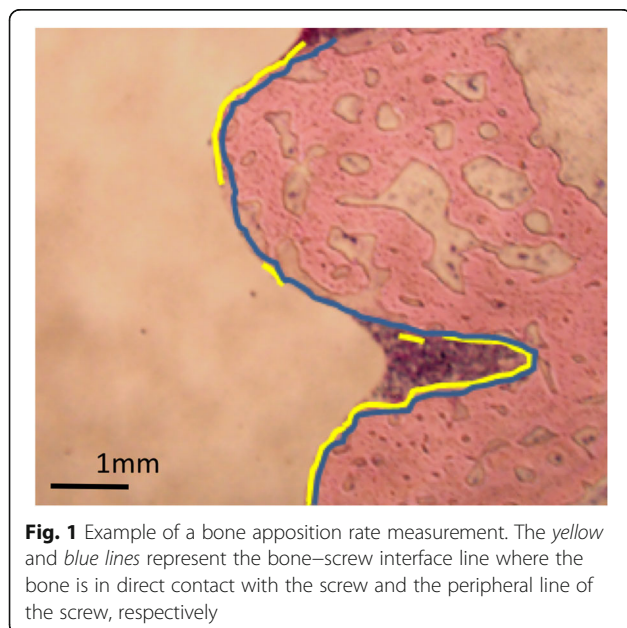 1mm
Fig. 1 Example of a bone apposition rate measurement. The yellow
and blue lines represent the bone–screw interface line where the
bone is in direct contact with the screw and the peripheral line of
the screw, respectively